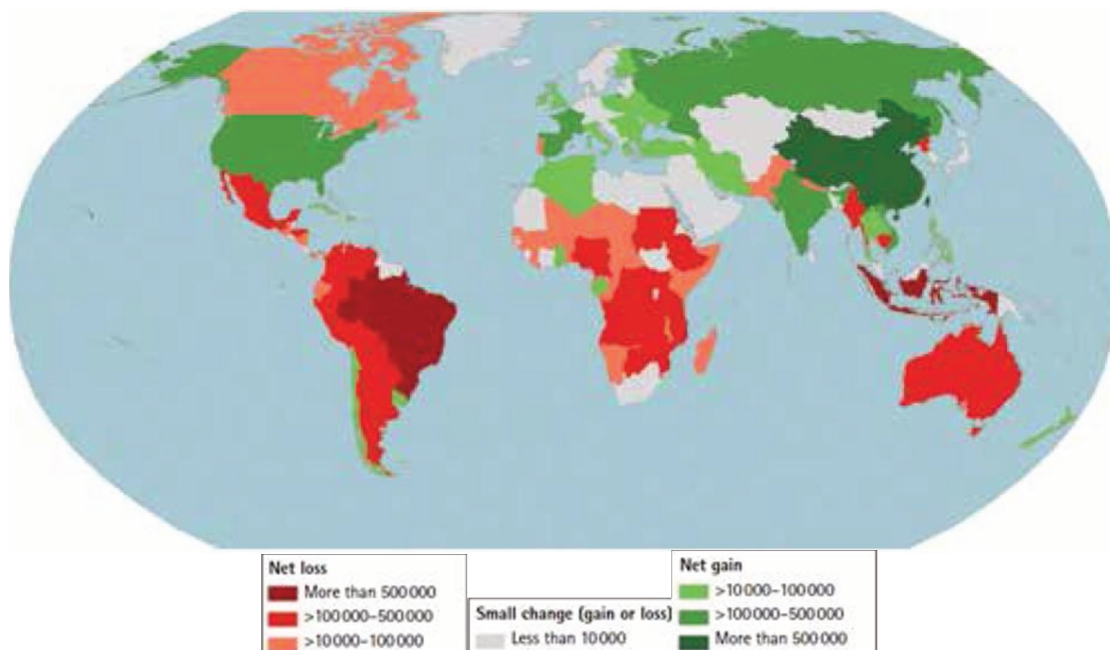 Net loss
More than 500 000
>100 000–500 000
>10 000–100 000
Small change (gain or loss)
Less than 10 000
Net gain
>10 000–100 000
>100 000–500 000
More than 500 000